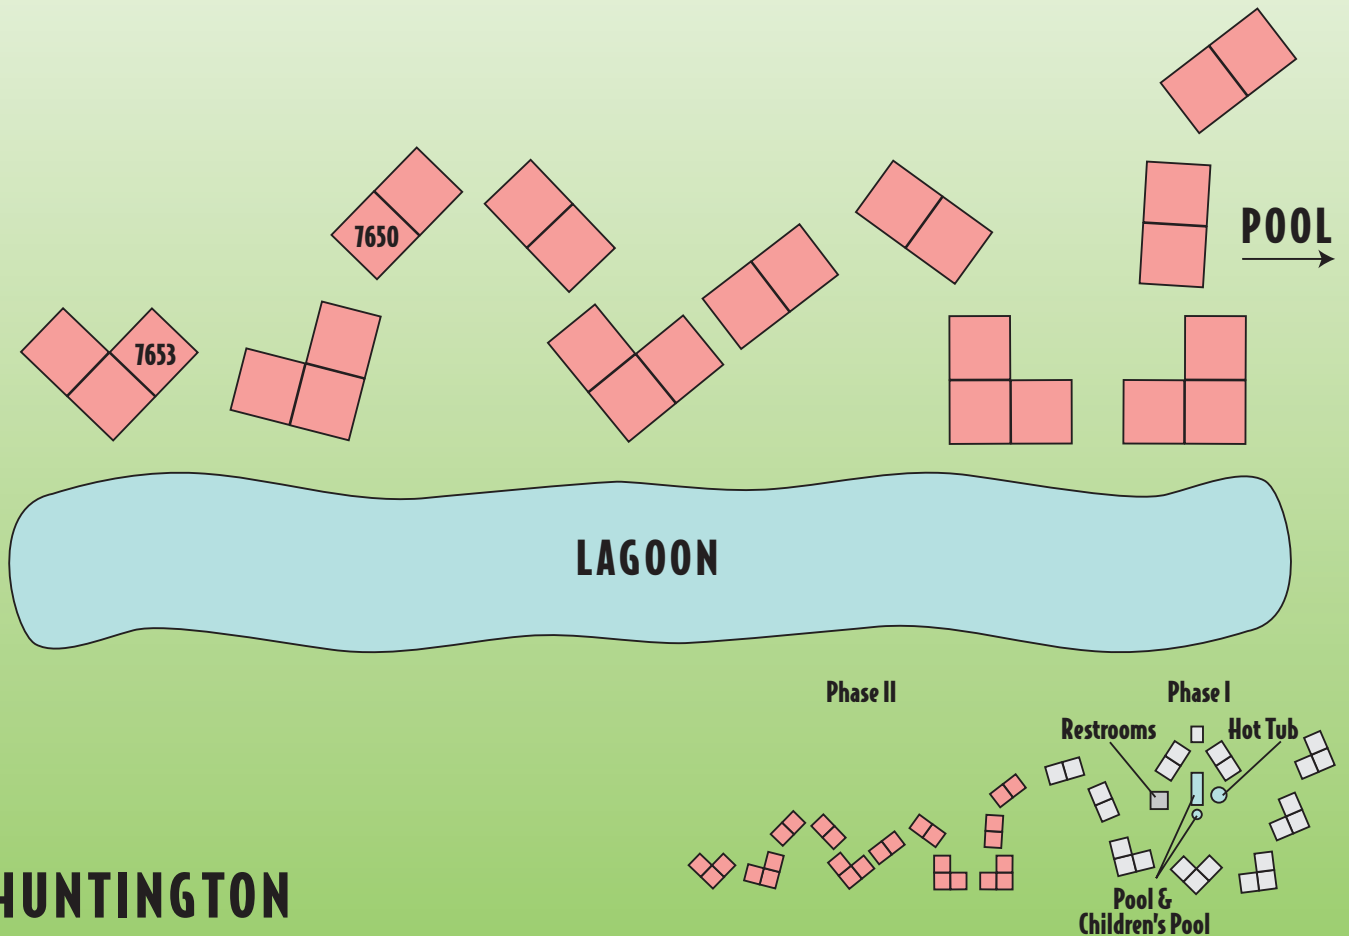 7650
POOL
7653
LAGOON
Phase II
Phase I
Restrooms
Hot Tub
HUNTINGTON
Pool &
Children's Pool